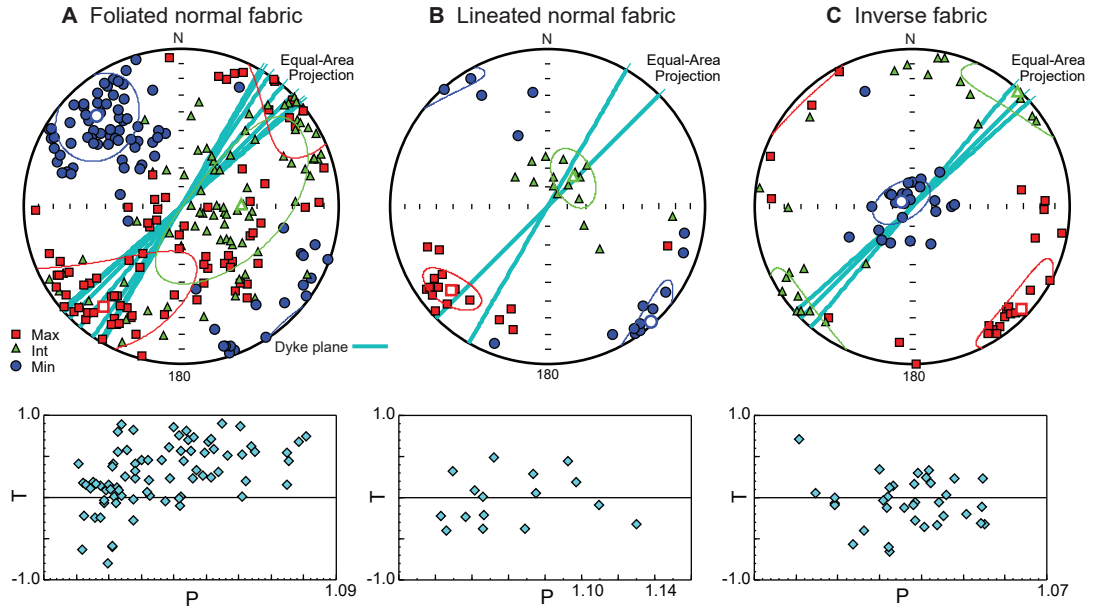 A Foliated normal fabric
B Lineated normal fabric
C Inverse fabric
N
Equal-Area
Projection
180
N
Equal-Area
Projection
180
N
Equal-Area
Projection
180
Max
Int
Min
Dyke plane
1.0
T
-1.0
P
1.09
1.0
T
-1.0
P
1.10
1.14
1.0
T
-1.0
P
1.07